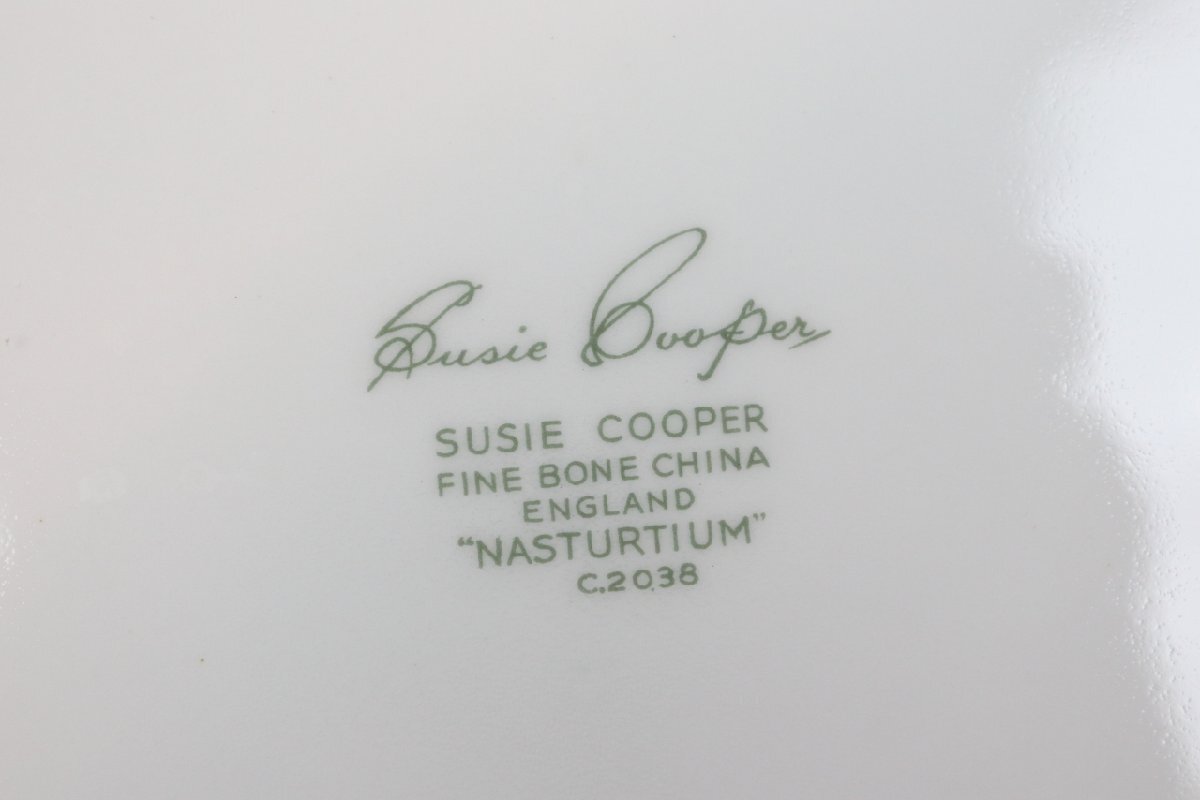 Susie Cooper
SUSIE COOPER
FINE BONE CHINA
ENGLAND
"NASTURTIUM"
C.2038